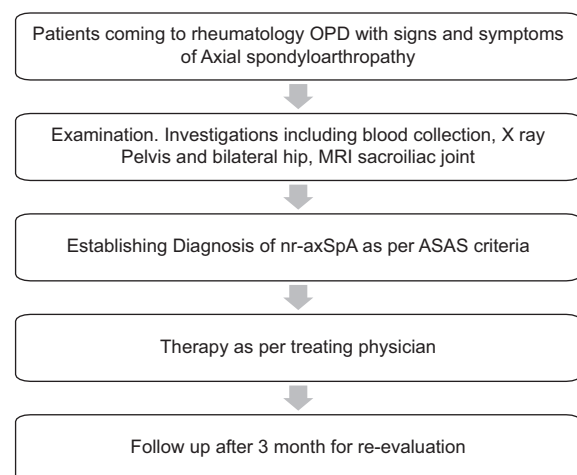 Patients coming to rheumatology OPD with signs and symptoms
of Axial spondyloarthropathy
Examination. Investigations including blood collection, X ray
Pelvis and bilateral hip, MRI sacroiliac joint
Establishing Diagnosis of nr-axSpA as per ASAS criteria
Therapy as per treating physician
Follow up after 3 month for re-evaluation